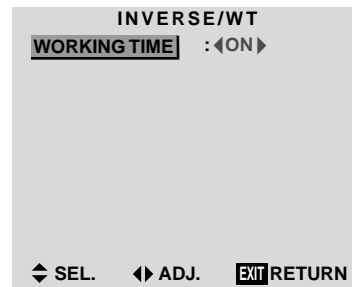 INVERSE/WT
WORKING TIME : ◀ON▶
▲▼ SEL. ◀▶ ADJ. EXIT RETURN